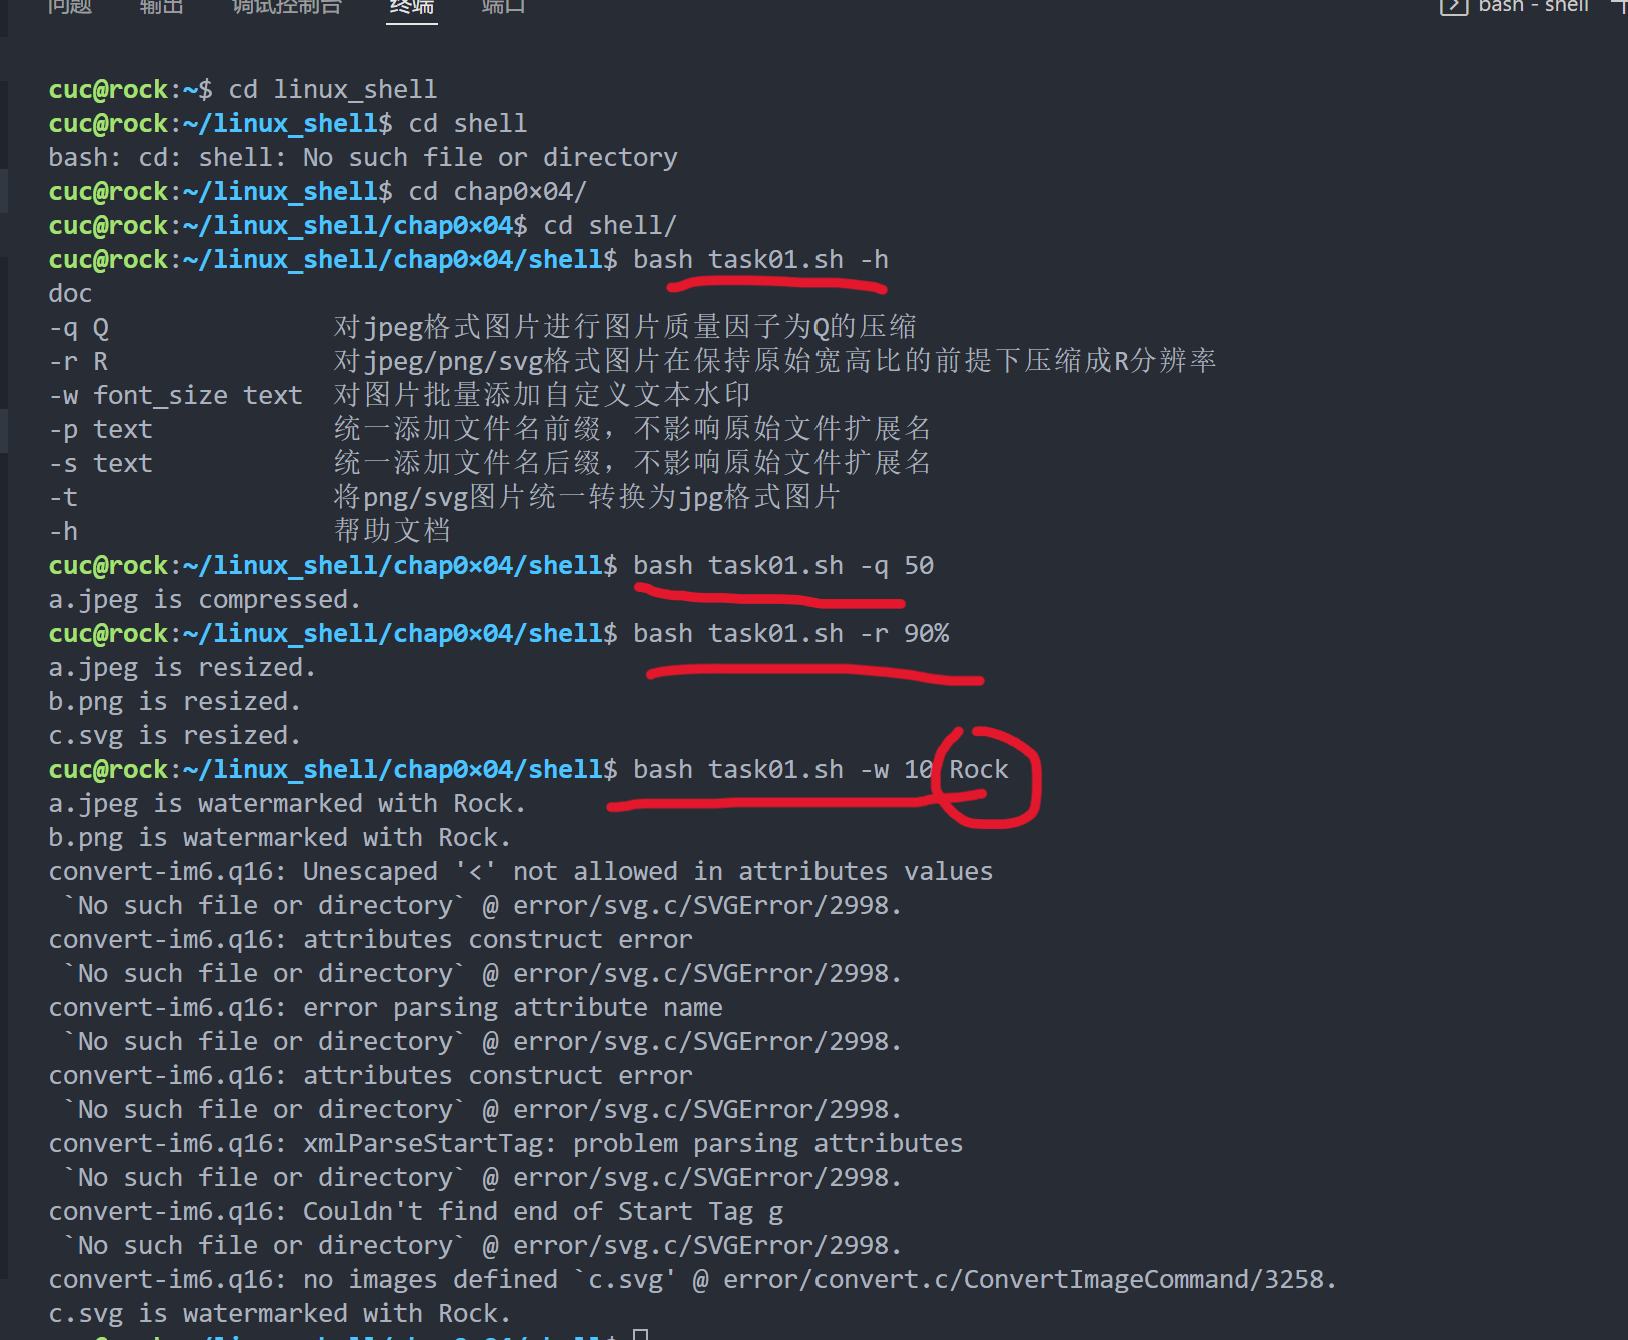 问题 输出 调试控制台 终端 端口 bash - shell
cuc@rock:~$ cd linux_shell
cuc@rock:~/linux_shell$ cd shell
bash: cd: shell: No such file or directory
cuc@rock:~/linux_shell$ cd chap0×04/
cuc@rock:~/linux_shell/chap0×04$ cd shell/
cuc@rock:~/linux_shell/chap0×04/shell$ bash task01.sh -h
doc
-q Q 对jpeg格式图片进行图片质量因子为Q的压缩
-r R 对jpeg/png/svg格式图片在保持原始宽高比的前提下压缩成R分辨率
-w font_size text 对图片批量添加自定义文本水印
-p text 统一添加文件名前缀，不影响原始文件扩展名
-s text 统一添加文件名后缀，不影响原始文件扩展名
-t 将png/svg图片统一转换为jpg格式图片
-h 帮助文档
cuc@rock:~/linux_shell/chap0×04/shell$ bash task01.sh -q 50
a.jpeg is compressed.
cuc@rock:~/linux_shell/chap0×04/shell$ bash task01.sh -r 90%
a.jpeg is resized.
b.png is resized.
c.svg is resized.
cuc@rock:~/linux_shell/chap0×04/shell$ bash task01.sh -w 10 Rock
a.jpeg is watermarked with Rock.
b.png is watermarked with Rock.
convert-im6.q16: Unescaped '<' not allowed in attributes values
`No such file or directory` @ error/svg.c/SVGError/2998.
convert-im6.q16: attributes construct error
`No such file or directory` @ error/svg.c/SVGError/2998.
convert-im6.q16: error parsing attribute name
`No such file or directory` @ error/svg.c/SVGError/2998.
convert-im6.q16: attributes construct error
`No such file or directory` @ error/svg.c/SVGError/2998.
convert-im6.q16: xmlParseStartTag: problem parsing attributes
`No such file or directory` @ error/svg.c/SVGError/2998.
convert-im6.q16: Couldn't find end of Start Tag g
`No such file or directory` @ error/svg.c/SVGError/2998.
convert-im6.q16: no images defined `c.svg' @ error/convert.c/ConvertImageCommand/3258.
c.svg is watermarked with Rock.